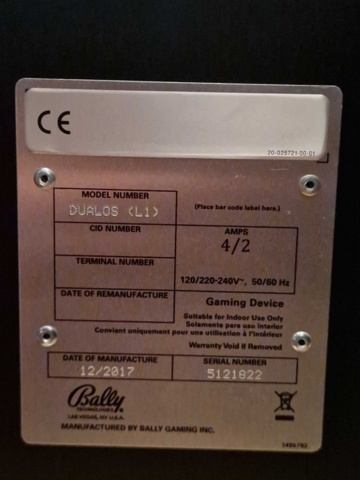 CE
20-025721-00-01
MODEL NUMBER
DUALOS (L1)
(Place bar code label here.)
CID NUMBER
AMPS
4/2
TERMINAL NUMBER
120/220-240V~, 50/60 Hz
DATE OF REMANUFACTURE
Gaming Device
Suitable for Indoor Use Only
Solamente para uso interior
Convient uniquement pour une utilisation à l'intérieur
Warranty Void if Removed
DATE OF MANUFACTURE
SERIAL NUMBER
12/2017
5121822
Bally
TECHNOLOGIES
LAS VEGAS, NV U.S.A.
MANUFACTURED BY BALLY GAMING INC.